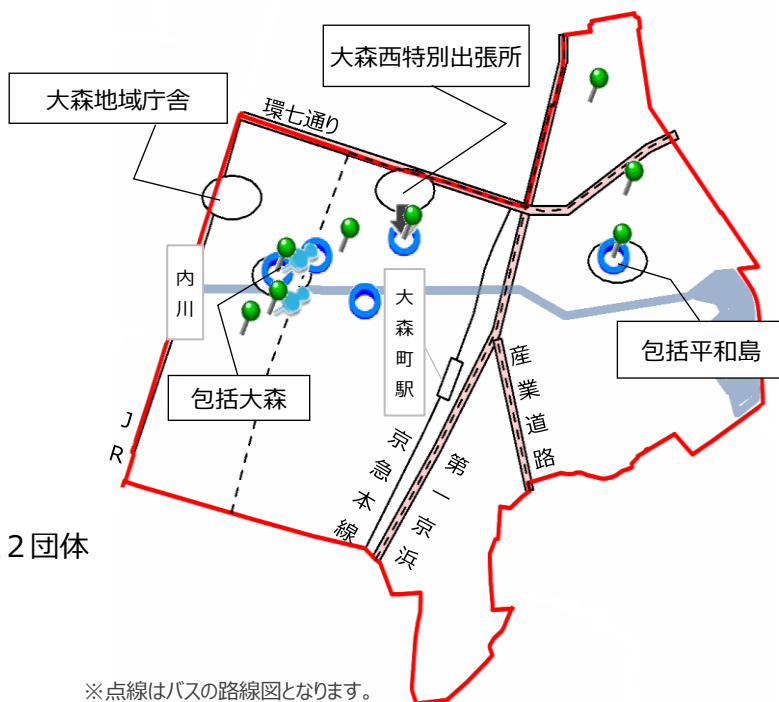 大森西特別出張所
大森地域庁舎
環七通り
内川
大森町駅
包括平和島
包括大森
産業道路
JR
京急本線
第一京浜
2団体
※点線はバスの路線図となります。